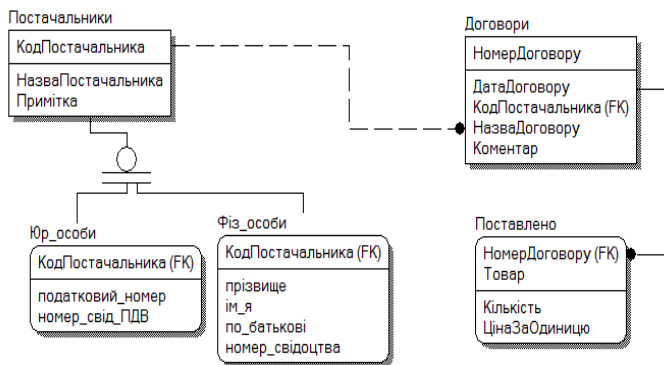 Постачальники
КодПостачальника
НазваПостачальника
Примітка
Договори
НомерДоговору
ДатаДоговору
КодПостачальника (FK)
НазваДоговору
Коментар
Юр_особи
КодПостачальника (FK)
податковий_номер
номер_свід_ПДВ
Фіз_особи
КодПостачальника (FK)
прізвище
ім_я
по_батькові
номер_свідоцтва
Поставлено
НомерДоговору (FK)
Товар
Кількість
ЦінаЗаОдиницю